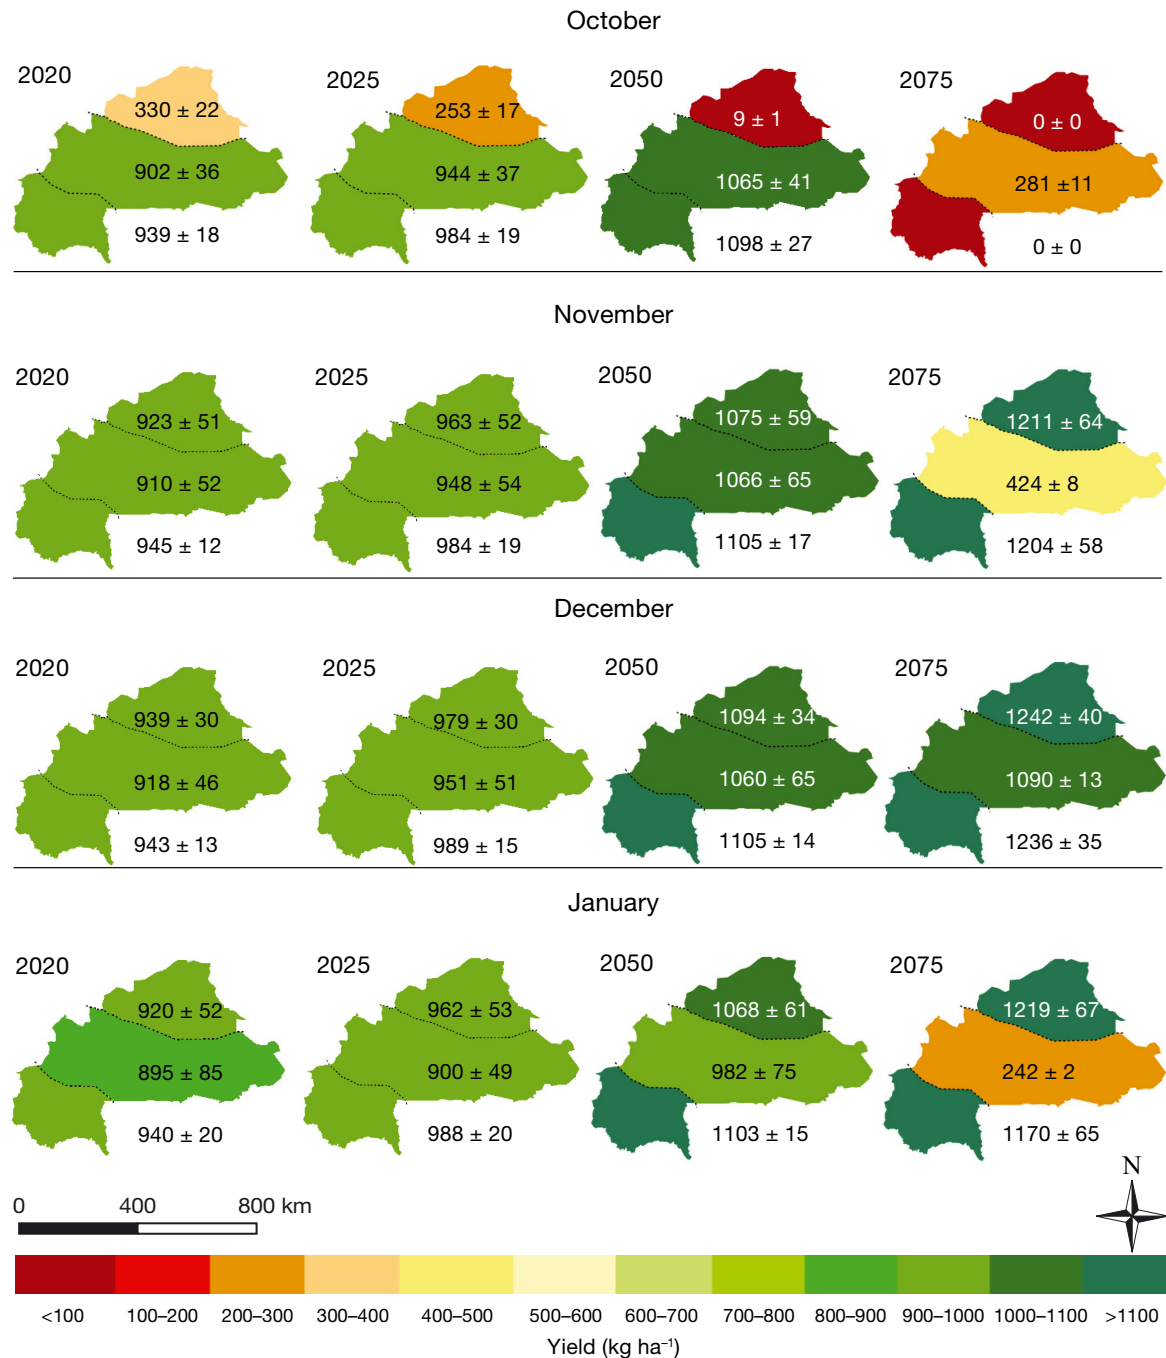 October
2020
2025
2050
2075
330 ± 22
253 ± 17
9 ± 1
0 ± 0
902 ± 36
944 ± 37
1065 ± 41
281 ±11
939 ± 18
984 ± 19
1098 ± 27
0 ± 0
November
2020
2025
2050
2075
923 ± 51
963 ± 52
1075 ± 59
1211 ± 64
910 ± 52
948 ± 54
1066 ± 65
424 ± 8
945 ± 12
984 ± 19
1105 ± 17
1204 ± 58
December
2020
2025
2050
2075
939 ± 30
979 ± 30
1094 ± 34
1242 ± 40
918 ± 46
951 ± 51
1060 ± 65
1090 ± 13
943 ± 13
989 ± 15
1105 ± 14
1236 ± 35
January
2020
2025
2050
2075
920 ± 52
962 ± 53
1068 ± 61
1219 ± 67
895 ± 85
900 ± 49
982 ± 75
242 ± 2
940 ± 20
988 ± 20
1103 ± 15
1170 ± 65
N
0 400 800 km
<100 100–200 200–300 300–400 400–500 500–600 600–700 700–800 800–900 900–1000 1000–1100 >1100
Yield (kg ha⁻¹)